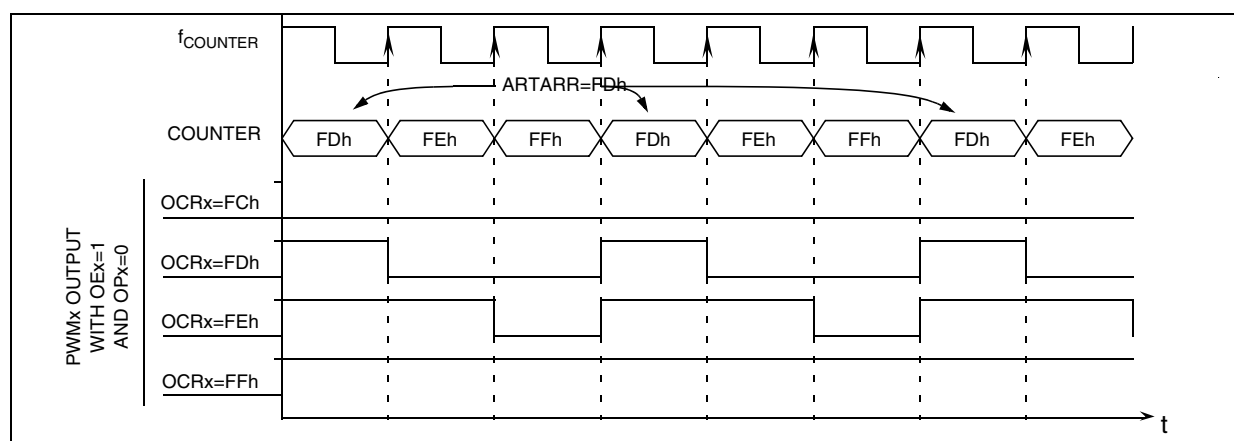 fCOUNTER
ARTARR=FDh
COUNTER
FDh FEh FFh FDh FEh FFh FDh FEh
PWMx OUTPUT
WITH OEx=1
AND OPx=0
OCRx=FCh
OCRx=FDh
OCRx=FEh
OCRx=FFh
t